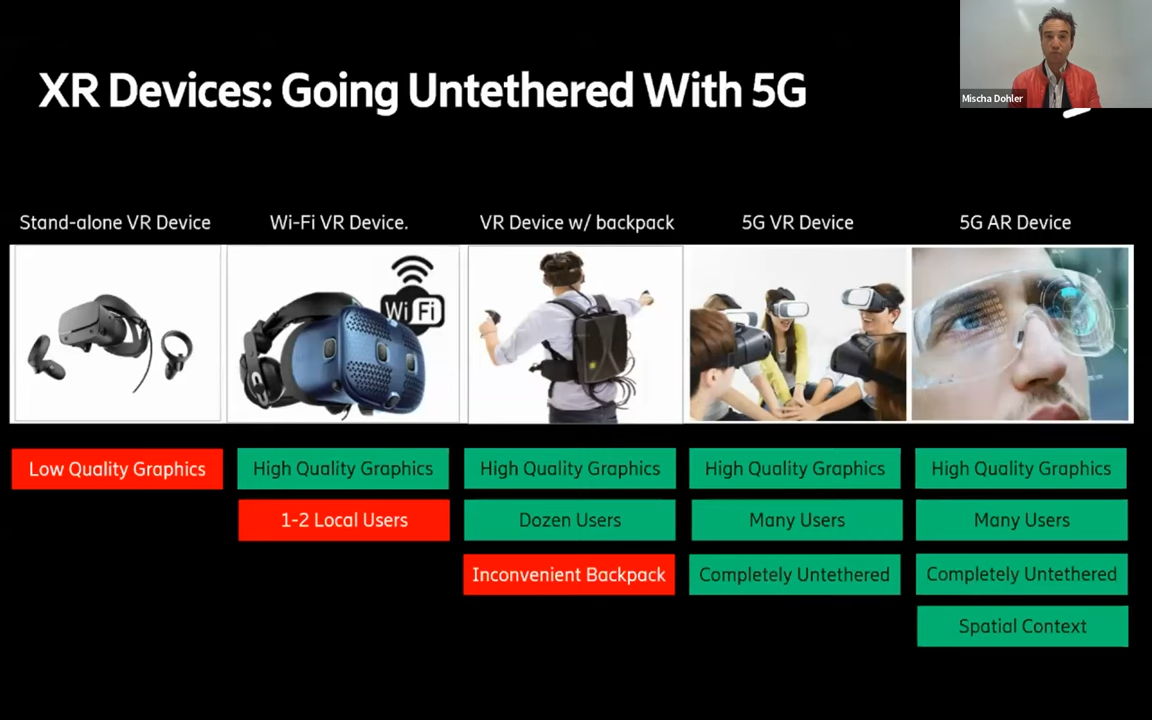 XR Devices: Going Untethered With 5G
Mischa Dohler
Stand-alone VR Device
Wi-Fi VR Device.
VR Device w/ backpack
5G VR Device
5G AR Device
Wi Fi
Low Quality Graphics
High Quality Graphics
High Quality Graphics
High Quality Graphics
High Quality Graphics
1-2 Local Users
Dozen Users
Many Users
Many Users
Inconvenient Backpack
Completely Untethered
Completely Untethered
Spatial Context